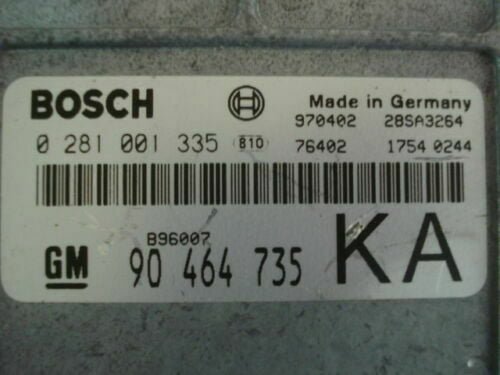 BOSCH Made in Germany
970402 28SA3264
0 281 001 335 810 76402 1754 0244
B96007
GM 90 464 735 KA